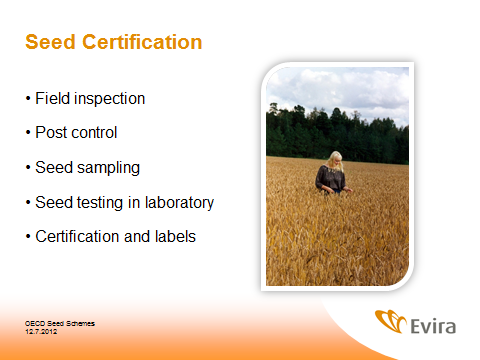 Seed Certification
• Field inspection
• Post control
• Seed sampling
• Seed testing in laboratory
• Certification and labels
OECD Seed Schemes
12.7.2012
Evira